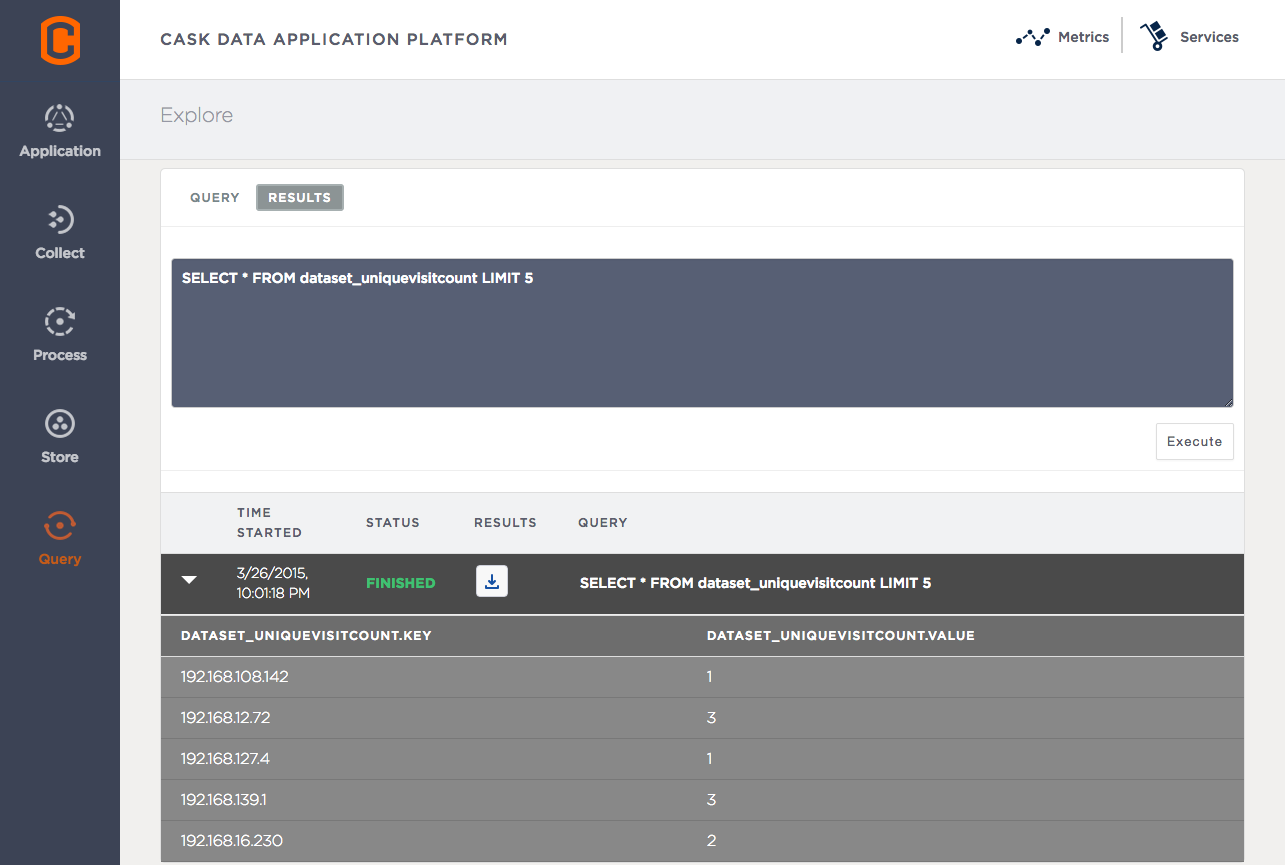 CASK DATA APPLICATION PLATFORM
Metrics
Services
Application
Collect
Process
Store
Query
Explore
QUERY RESULTS
SELECT * FROM dataset_uniquevisitcount LIMIT 5
Execute
TIME STARTED STATUS RESULTS QUERY
3/26/2015, 10:01:18 PM FINISHED SELECT * FROM dataset_uniquevisitcount LIMIT 5
DATASET_UNIQUEVISITCOUNT.KEY DATASET_UNIQUEVISITCOUNT.VALUE
192.168.108.142 1
192.168.12.72 3
192.168.127.4 1
192.168.139.1 3
192.168.16.230 2